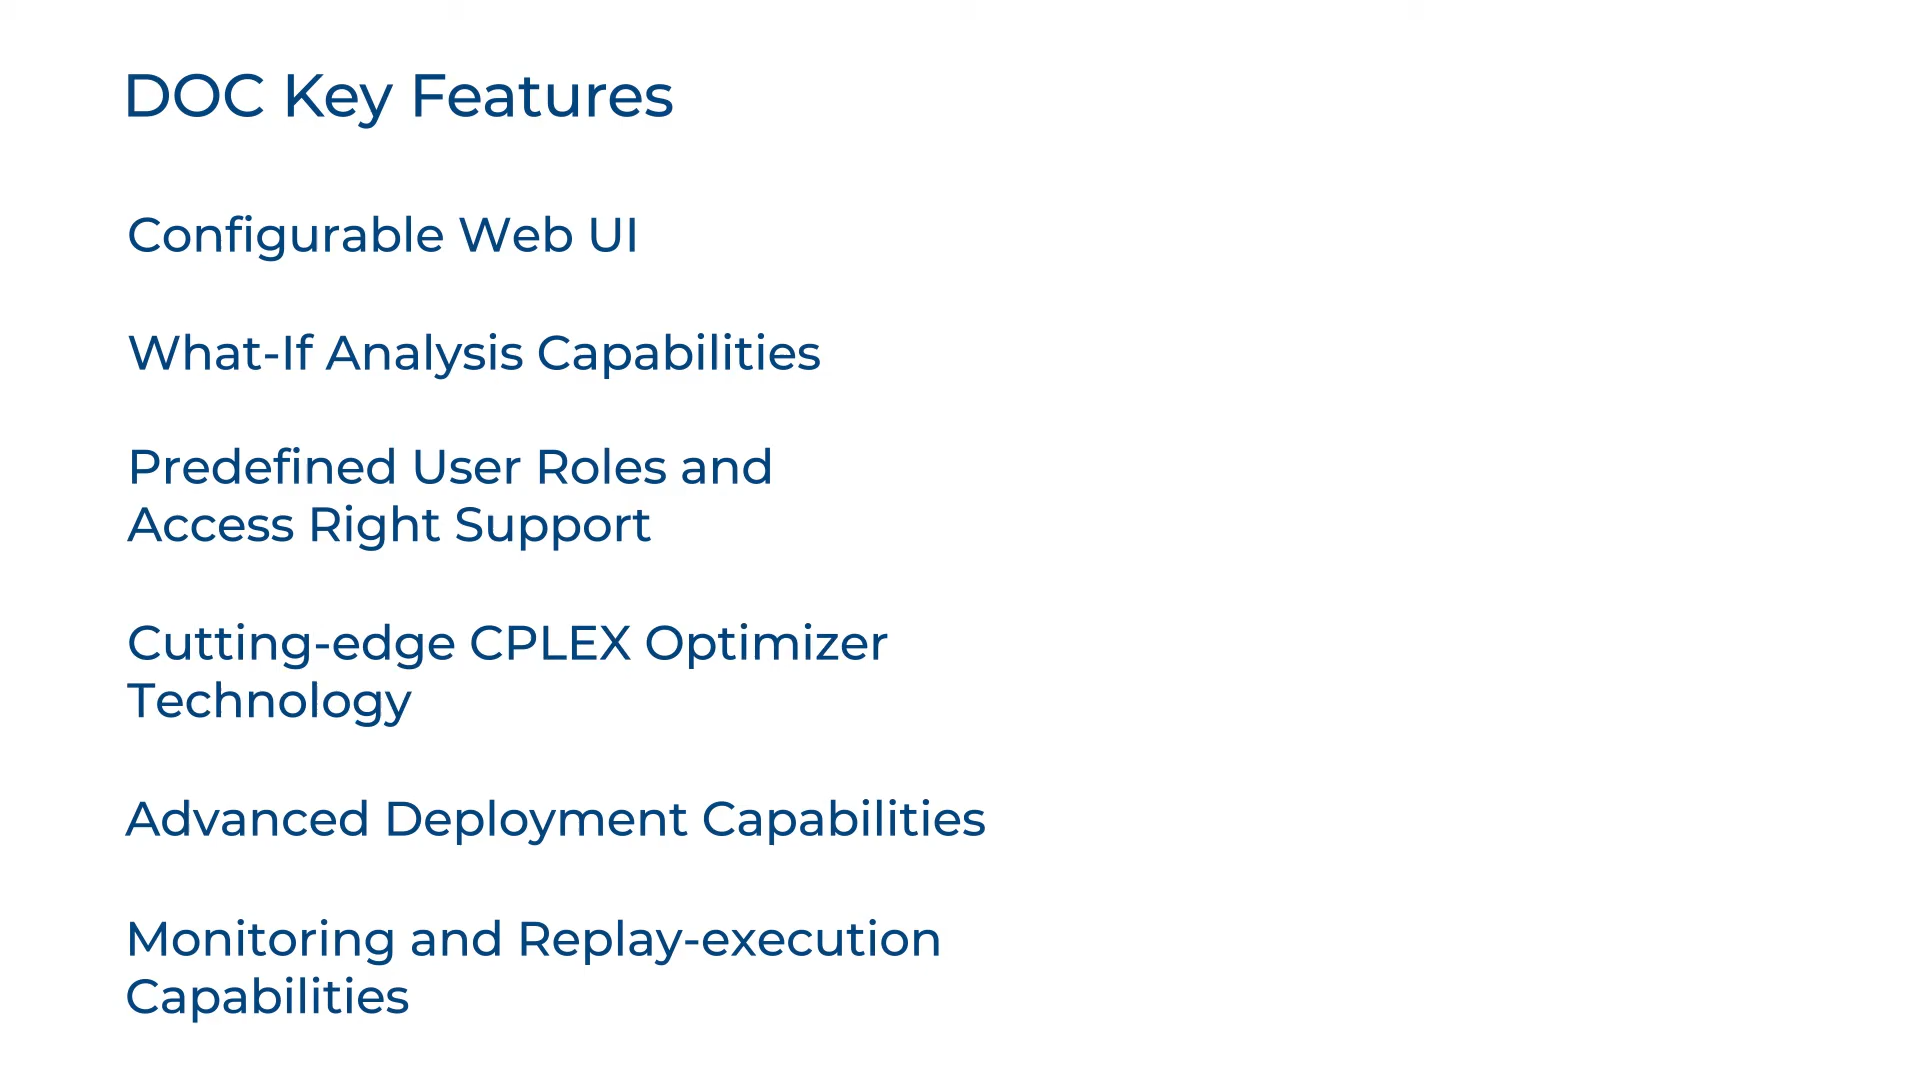 DOC Key Features
Configurable Web UI
What-If Analysis Capabilities
Predefined User Roles and
Access Right Support
Cutting-edge CPLEX Optimizer
Technology
Advanced Deployment Capabilities
Monitoring and Replay-execution
Capabilities